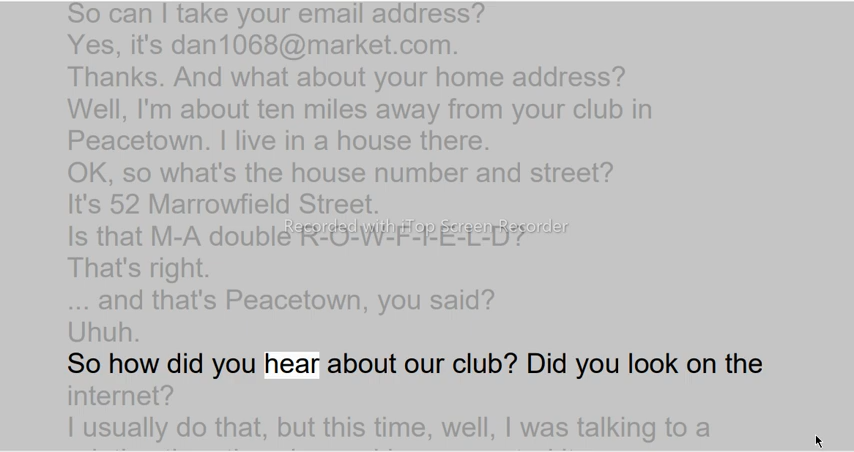 So can I take your email address?
Yes, it's dan1068@market.com.
Thanks. And what about your home address?
Well, I'm about ten miles away from your club in
Peacetown. I live in a house there.
OK, so what's the house number and street?
It's 52 Marrowfield Street.
Recorded with iTop Screen Recorder
Is that M-A double R-O-W-F-I-E-L-D?
That's right.
... and that's Peacetown, you said?
Uhuh.
So how did you hear about our club? Did you look on the
internet?
I usually do that, but this time, well, I was talking to a